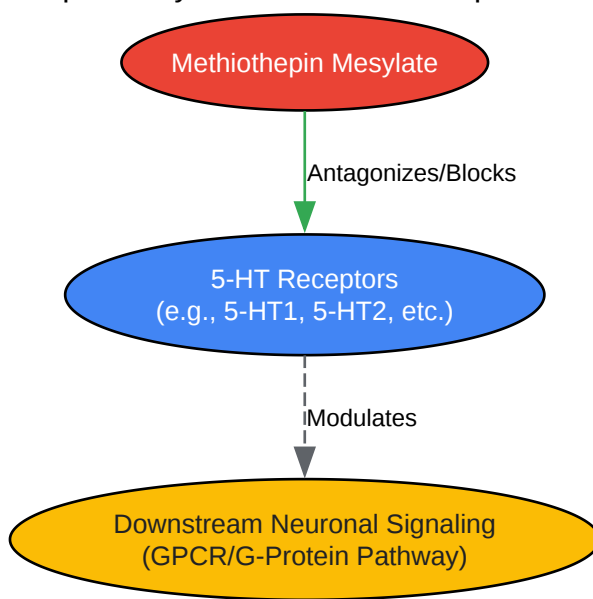 Methiothepin Mesylate
Antagonizes/Blocks
5-HT Receptors
(e.g., 5-HT1, 5-HT2, etc.)
Modulates
Downstream Neuronal Signaling
(GPCR/G-Protein Pathway)